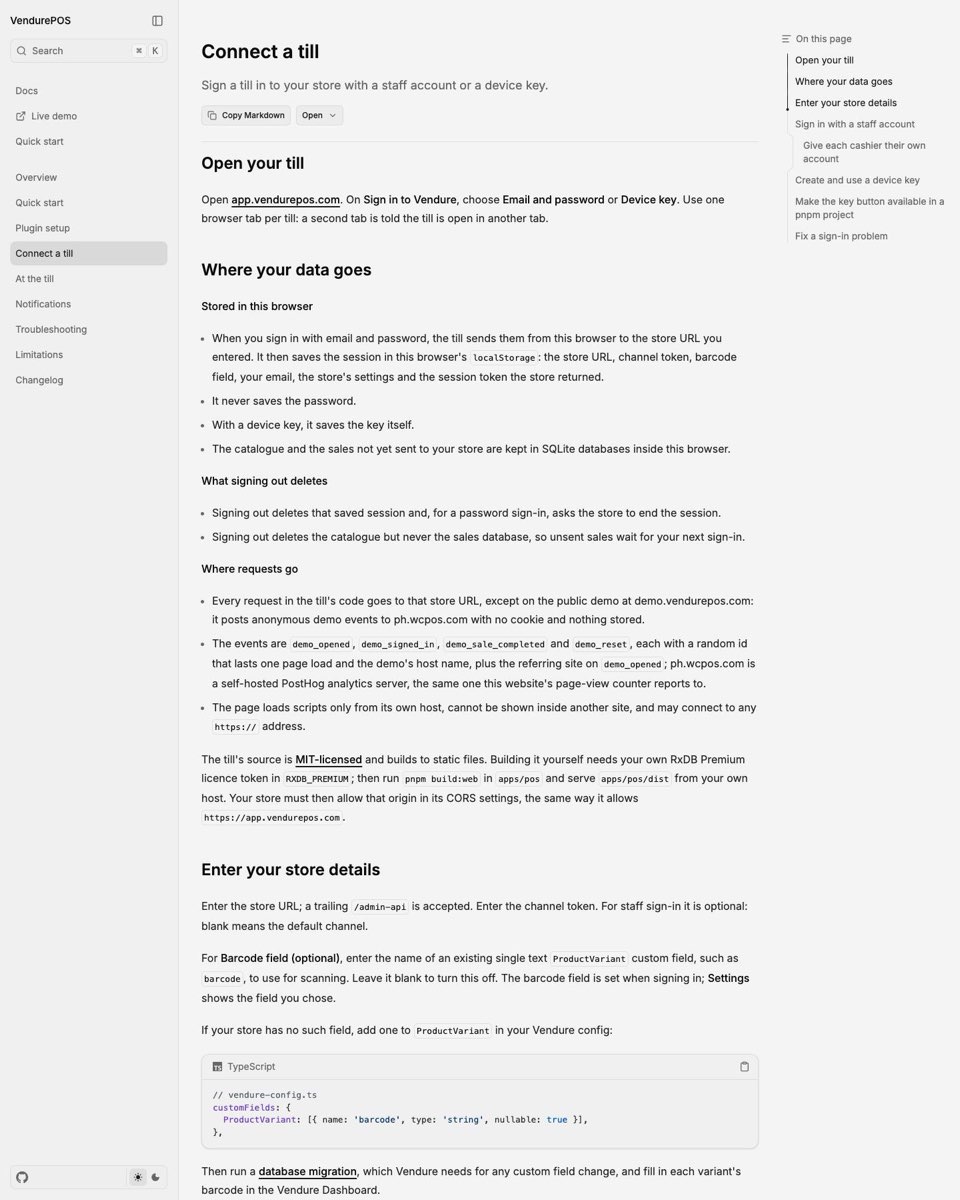 VendurePOS
Search
⌘ K
Docs
Live demo
Quick start
Overview
Quick start
Plugin setup
Connect a till
At the till
Notifications
Troubleshooting
Limitations
Changelog
Connect a till
Sign a till in to your store with a staff account or a device key.
Copy Markdown
Open
Open your till
Open app.vendurepos.com. On Sign in to Vendure, choose Email and password or Device key. Use one
browser tab per till: a second tab is told the till is open in another tab.
Where your data goes
Stored in this browser
• When you sign in with email and password, the till sends them from this browser to the store URL you
entered. It then saves the session in this browser's localStorage: the store URL, channel token, barcode
field, your email, the store's settings and the session token the store returned.
• It never saves the password.
• With a device key, it saves the key itself.
• The catalogue and the sales not yet sent to your store are kept in SQLite databases inside this browser.
What signing out deletes
• Signing out deletes that saved session and, for a password sign-in, asks the store to end the session.
• Signing out deletes the catalogue but never the sales database, so unsent sales wait for your next sign-in.
Where requests go
• Every request in the till's code goes to that store URL, except on the public demo at demo.vendurepos.com:
it posts anonymous demo events to ph.wcpos.com with no cookie and nothing stored.
• The events are demo_opened, demo_signed_in, demo_sale_completed and demo_reset, each with a random id
that lasts one page load and the demo's host name, plus the referring site on demo_opened; ph.wcpos.com is
a self-hosted PostHog analytics server, the same one this website's page-view counter reports to.
• The page loads scripts only from its own host, cannot be shown inside another site, and may connect to any
https:// address.
The till's source is MIT-licensed and builds to static files. Building it yourself needs your own RxDB Premium
licence token in RXDB_PREMIUM; then run pnpm build:web in apps/pos and serve apps/pos/dist from your own
host. Your store must then allow that origin in its CORS settings, the same way it allows
https://app.vendurepos.com.
Enter your store details
Enter the store URL; a trailing /admin-api is accepted. Enter the channel token. For staff sign-in it is optional:
blank means the default channel.
For Barcode field (optional), enter the name of an existing single text ProductVariant custom field, such as
barcode, to use for scanning. Leave it blank to turn this off. The barcode field is set when signing in; Settings
shows the field you chose.
If your store has no such field, add one to ProductVariant in your Vendure config:
TypeScript
// vendure-config.ts
customFields: {
  ProductVariant: [{ name: 'barcode', type: 'string', nullable: true }],
},
Then run a database migration, which Vendure needs for any custom field change, and fill in each variant's
barcode in the Vendure Dashboard.
On this page
Open your till
Where your data goes
Enter your store details
Sign in with a staff account
Give each cashier their own
account
Create and use a device key
Make the key button available in a
pnpm project
Fix a sign-in problem